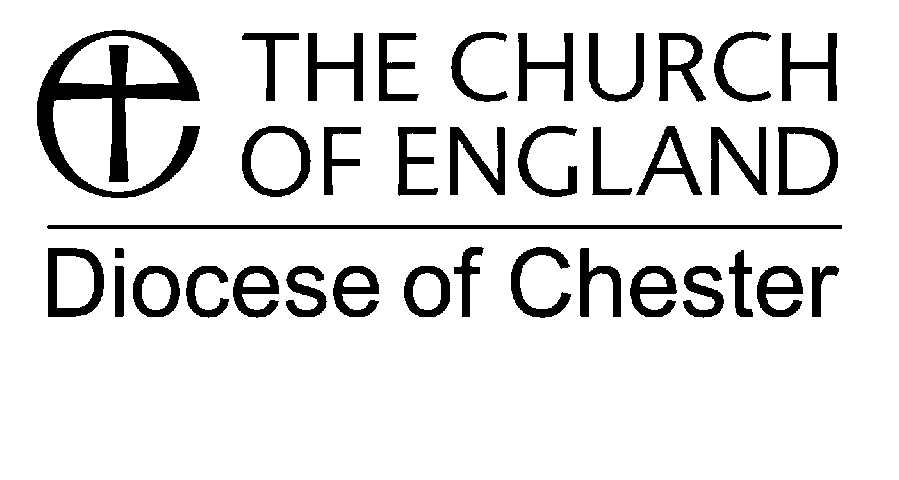 THE CHURCH
OF ENGLAND
Diocese of Chester